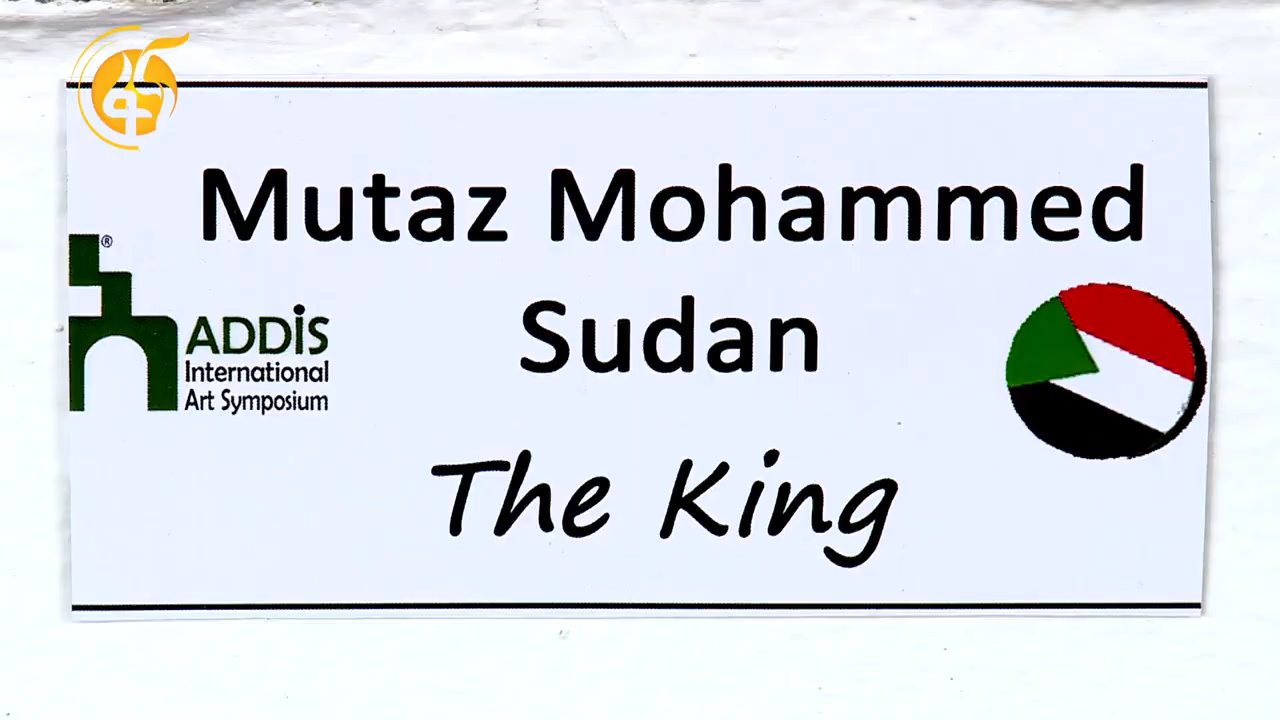 Mutaz Mohammed
Sudan
®
ADDiS
International
Art Symposium
The King